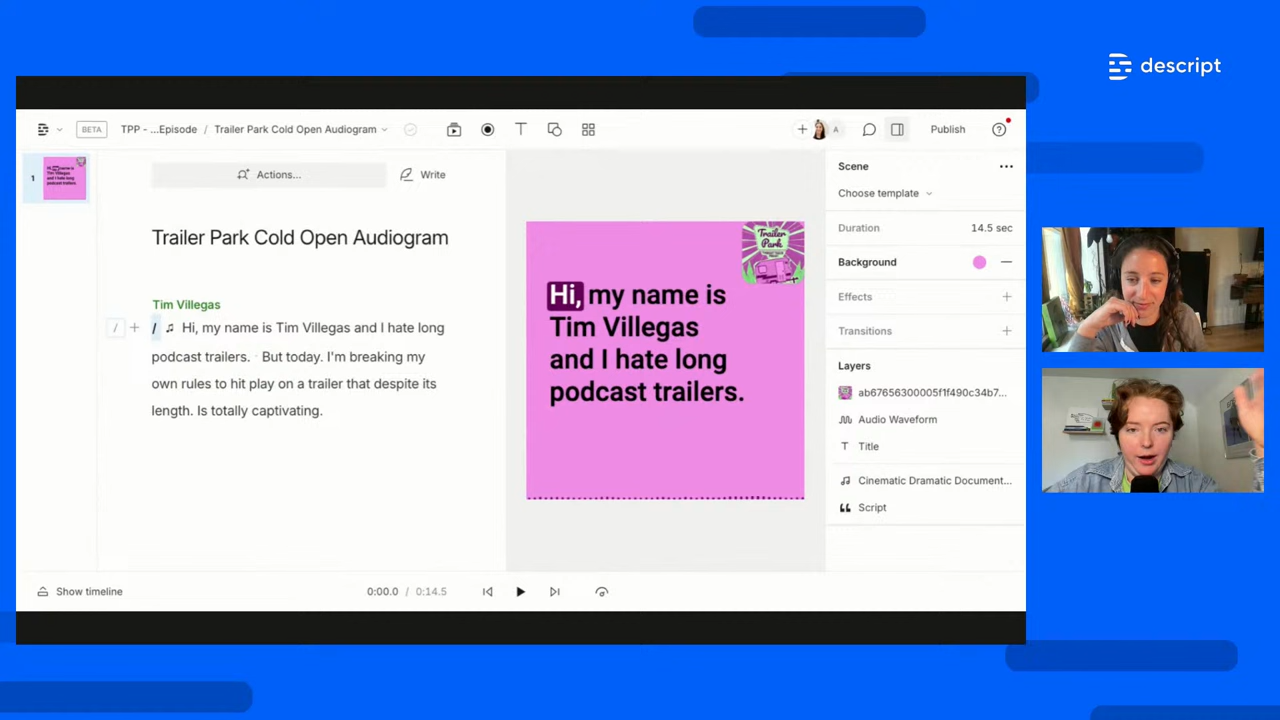 descript
BETA
TPP - ...Episode / Trailer Park Cold Open Audiogram
A
Publish
1
Actions...
Write
Trailer Park Cold Open Audiogram
Tim Villegas
/ ♫ Hi, my name is Tim Villegas and I hate long
podcast trailers. But today. I'm breaking my
own rules to hit play on a trailer that despite its
length. Is totally captivating.
Trailer
Park
Hi, my name is
Tim Villegas
and I hate long
podcast trailers.
Scene
Choose template
Duration 14.5 sec
Background
Effects
Transitions
Layers
ab67656300005f1f490c34b7...
Audio Waveform
Title
Cinematic Dramatic Document...
Script
Show timeline
0:00.0 / 0:14.5